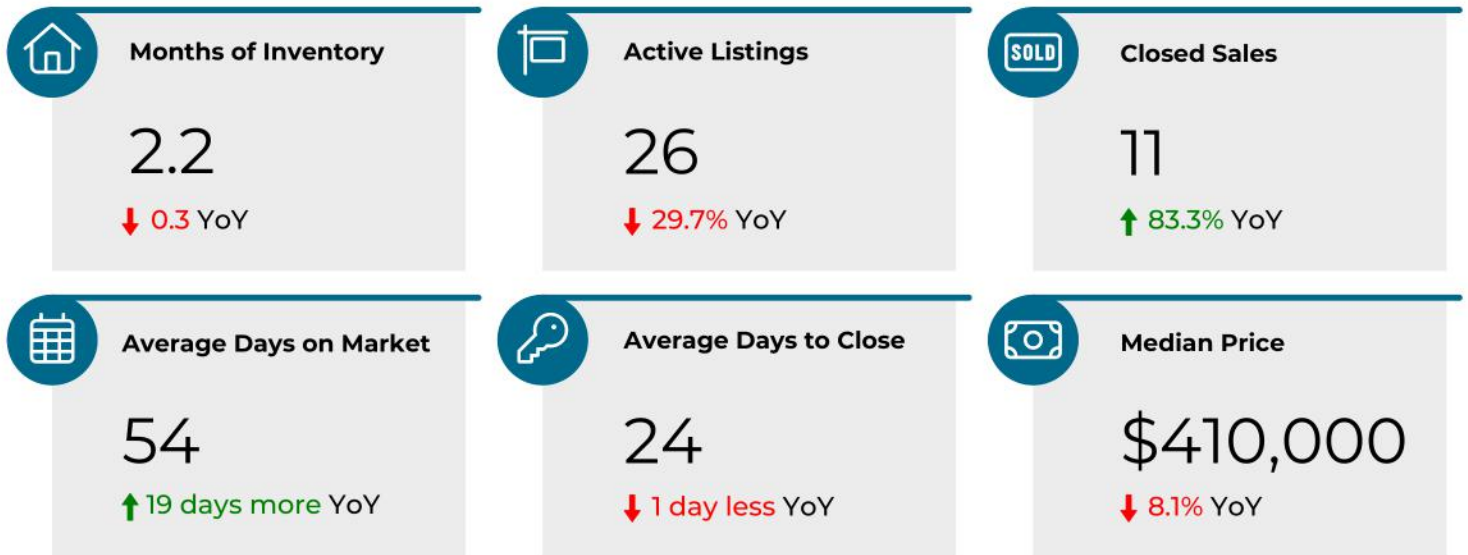 Months of Inventory
2.2
↓ 0.3 YoY
Active Listings
26
↓ 29.7% YoY
SOLD
Closed Sales
11
↑ 83.3% YoY
Average Days on Market
54
↑ 19 days more YoY
Average Days to Close
24
↓ 1 day less YoY
Median Price
$410,000
↓ 8.1% YoY